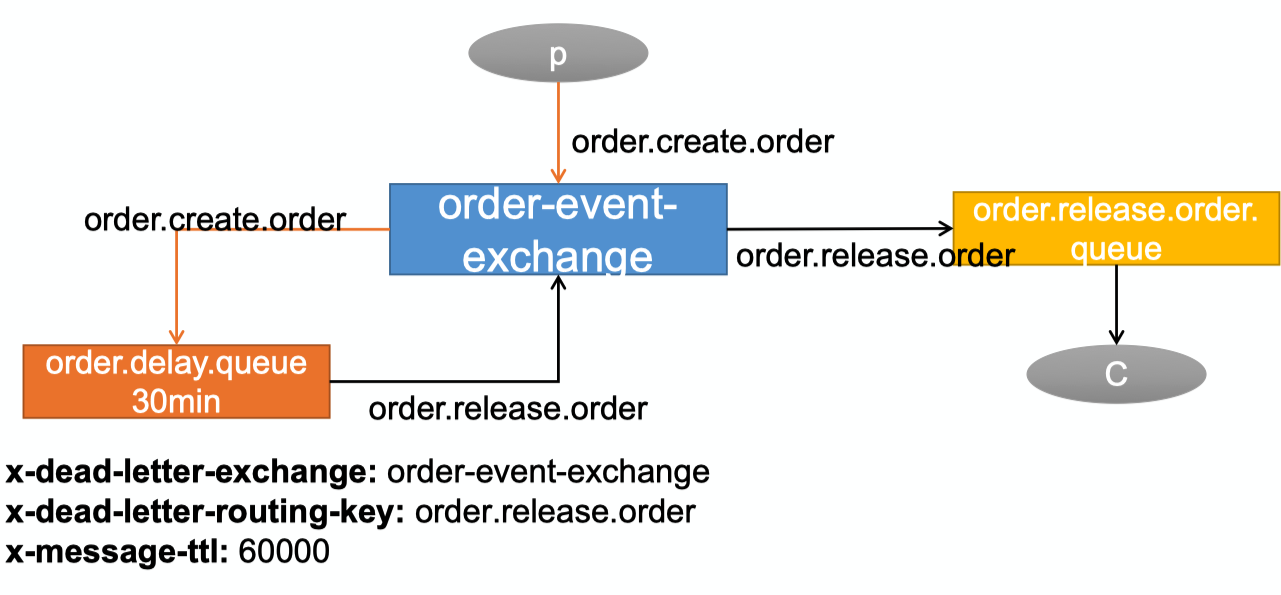 p
order.create.order
order-event-
exchange
order.create.order
order.release.order.
queue
order.release.order
order.delay.queue
30min
C
order.release.order
x-dead-letter-exchange: order-event-exchange
x-dead-letter-routing-key: order.release.order
x-message-ttl: 60000